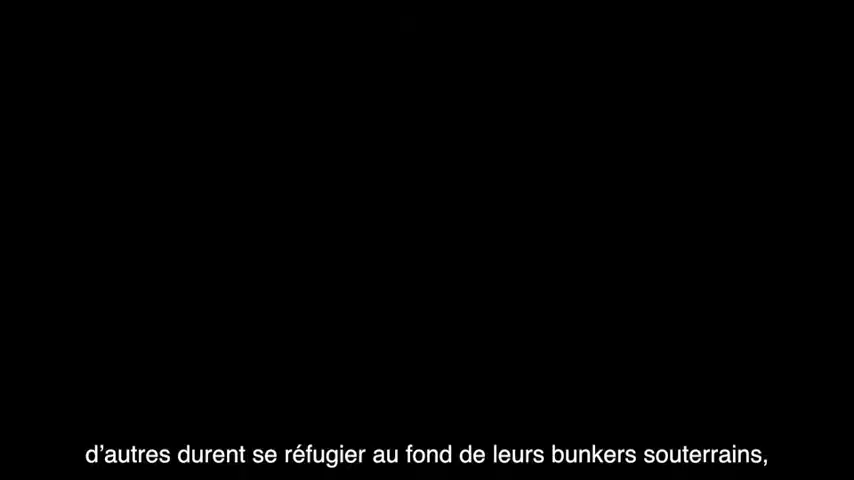 d’autres durent se réfugier au fond de leurs bunkers souterrains,